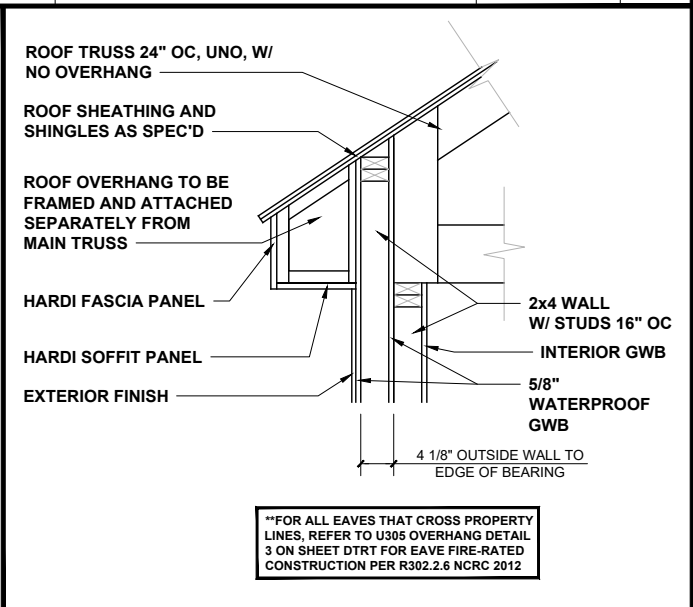 ROOF TRUSS 24" OC, UNO, W/
NO OVERHANG
ROOF SHEATHING AND
SHINGLES AS SPEC'D
ROOF OVERHANG TO BE
FRAMED AND ATTACHED
SEPARATELY FROM
MAIN TRUSS
HARDI FASCIA PANEL
HARDI SOFFIT PANEL
EXTERIOR FINISH
2x4 WALL
W/ STUDS 16" OC
INTERIOR GWB
5/8"
WATERPROOF
GWB
4 1/8" OUTSIDE WALL TO
EDGE OF BEARING
**FOR ALL EAVES THAT CROSS PROPERTY
LINES, REFER TO U305 OVERHANG DETAIL
3 ON SHEET DTRT FOR EAVE FIRE-RATED
CONSTRUCTION PER R302.2.6 NCRC 2012